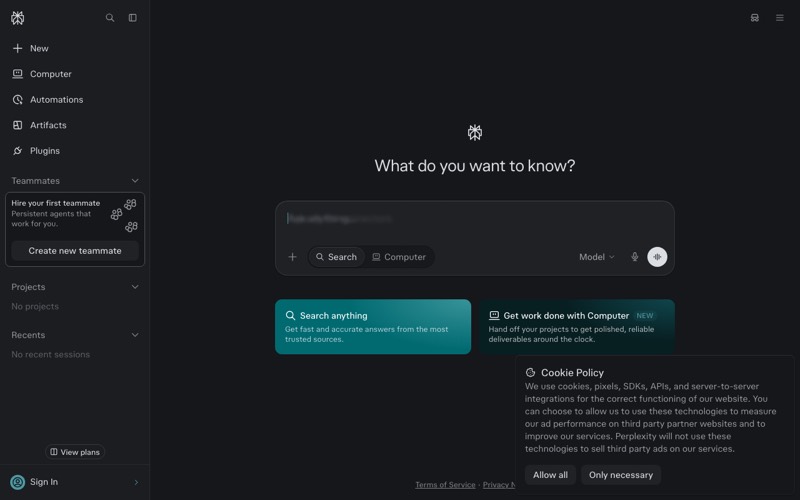 New
Computer
Automations
Artifacts
Plugins
Teammates
Hire your first teammate
Persistent agents that
work for you.
Create new teammate
Projects
No projects
Recents
No recent sessions
View plans
Sign In
What do you want to know?
Search
Computer
Model
Search anything
Get fast and accurate answers from the most
trusted sources.
Get work done with Computer NEW
Hand off your projects to get polished, reliable
deliverables around the clock.
Cookie Policy
We use cookies, pixels, SDKs, APIs, and server-to-server
integrations for the correct functioning of our website. You
can choose to allow us to use these technologies to measure
our ad performance on third party partner websites and to
improve our services. Perplexity will not use these
technologies to sell third party ads on our services.
Allow all
Only necessary
Terms of Service · Privacy